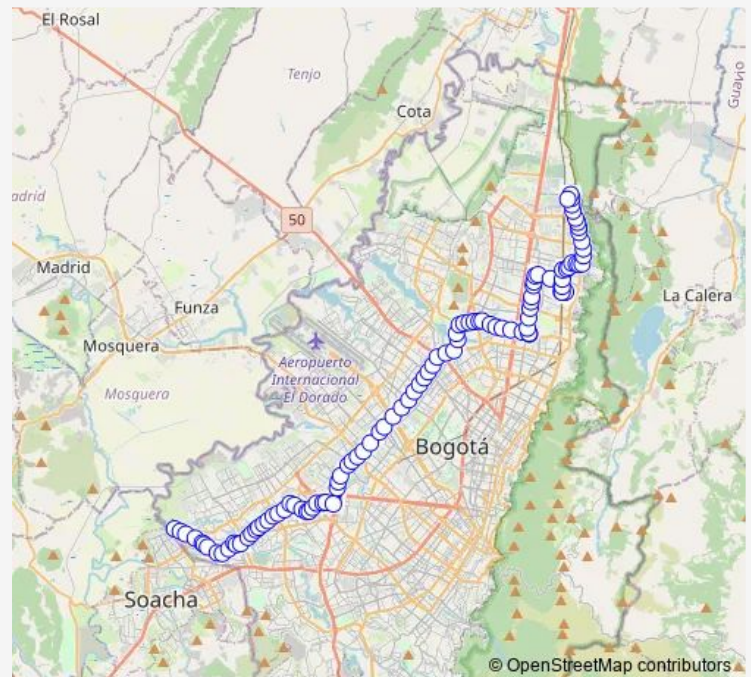 El Rosal
Tenjo
Guano
Cota
adrid
50
Madrid
Funza
La Calera
Mosquera
Aeropuerto
Internacional
El Dorado
Mosquera
Bogotá
Soacha
© OpenStreetMap contributors